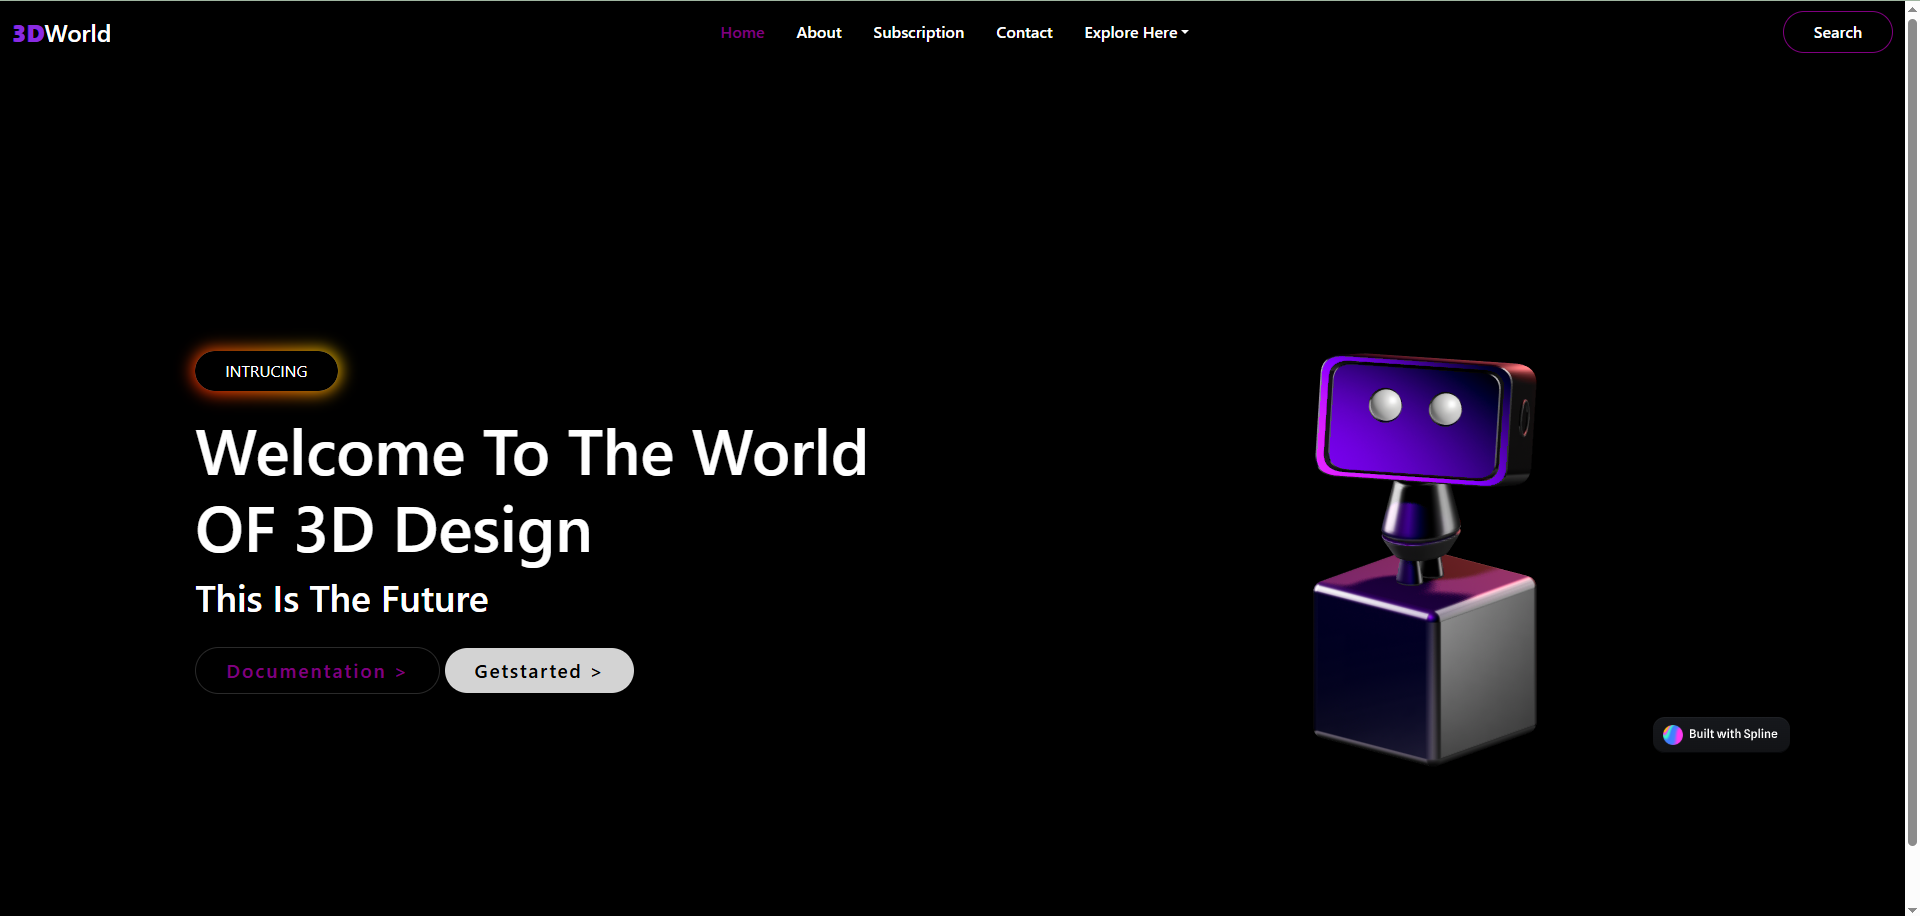 3DWorld
Home About Subscription Contact Explore Here
Search
INTRUCING
Welcome To The World
OF 3D Design
This Is The Future
Documentation >
Getstarted >
Built with Spline